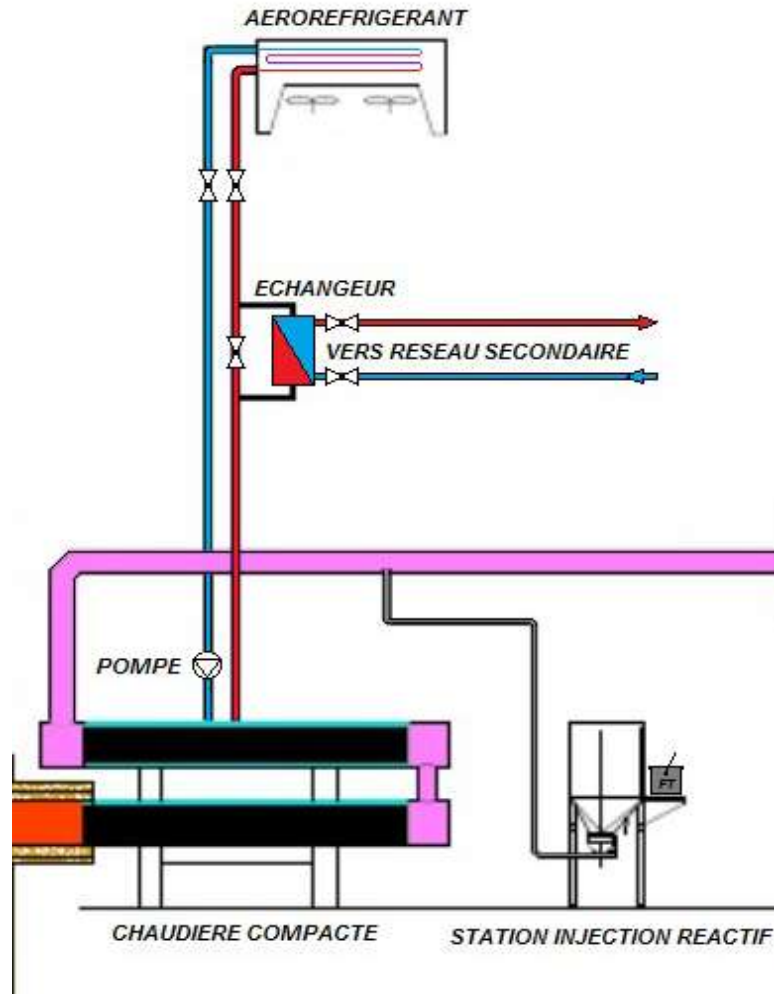 AEROREFRIGERANT
ECHANGEUR
VERS RESEAU SECONDAIRE
POMPE
FT
CHAUDIERE COMPACTE
STATION INJECTION REACTIF